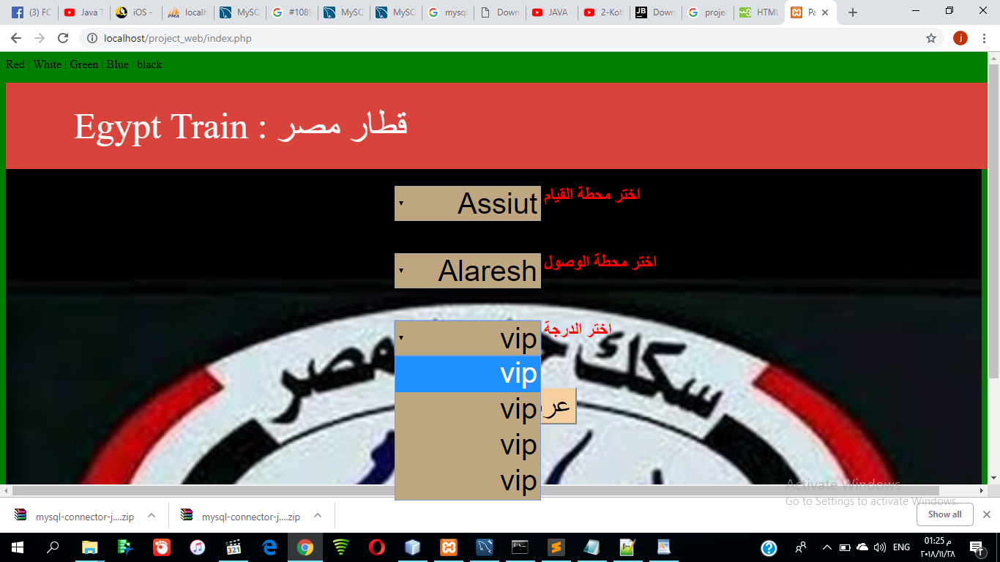 (3) FC
Java T
iOS -
localh
MySQ
#1089
MySQ
MySQ
mysql
Down
JAVA
2-Kotl
Down
projec
HTML
Pa
localhost/project_web/index.php
j
Red | White | Green | Blue | black
Egypt Train : قطار مصر
Assiut
اختر محطة القيام
Alaresh
اختر محطة الوصول
vip
اختر الدرجة
vip
vip
vip
vip
سكك
مصر
عر
Activate Windows
Go to Settings to activate Windows.
mysql-connector-j....zip
mysql-connector-j....zip
Show all
ENG
01:25 م
٢٠١٨/١١/٢٨